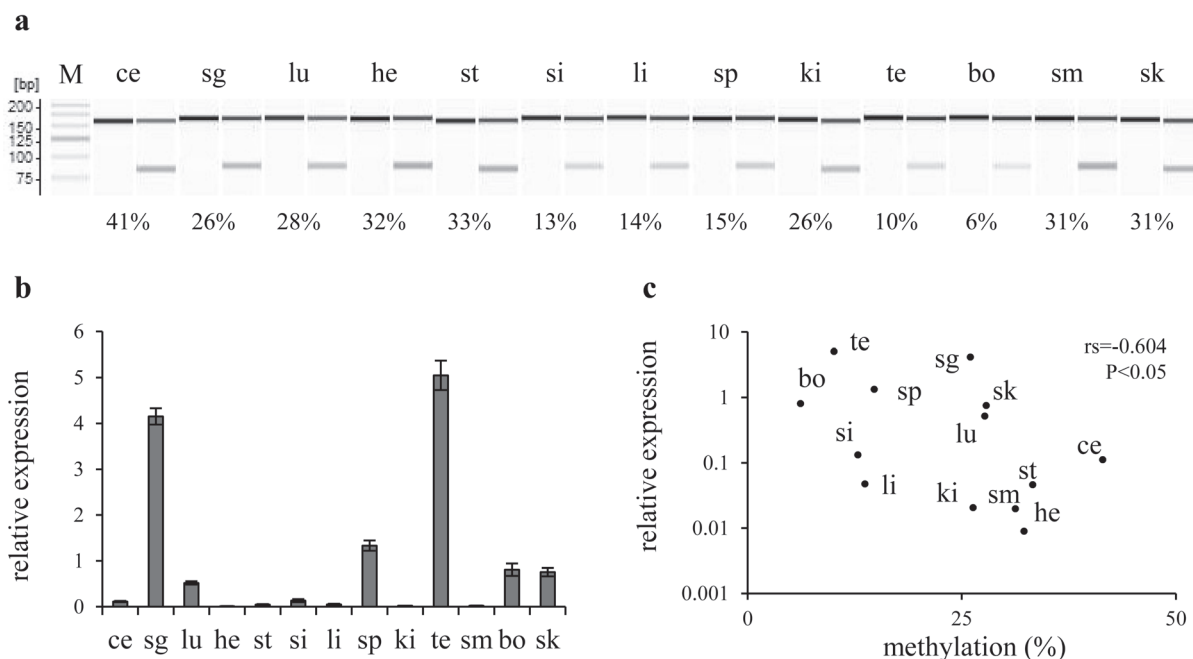 a
[bp] M ce sg lu he st si li sp ki te bo sm sk
200
150
125
100
75
41% 26% 28% 32% 33% 13% 14% 15% 26% 10% 6% 31% 31%
b
relative expression
6
5
4
3
2
1
0
ce sg lu he st si li sp ki te sm bo sk
c
relative expression
10
1
0.1
0.01
0.001
rs=-0.604
P<0.05
te
sg
bo
sp
sk
lu
si
ce
li
st
ki
sm
he
0 25 50
methylation (%)